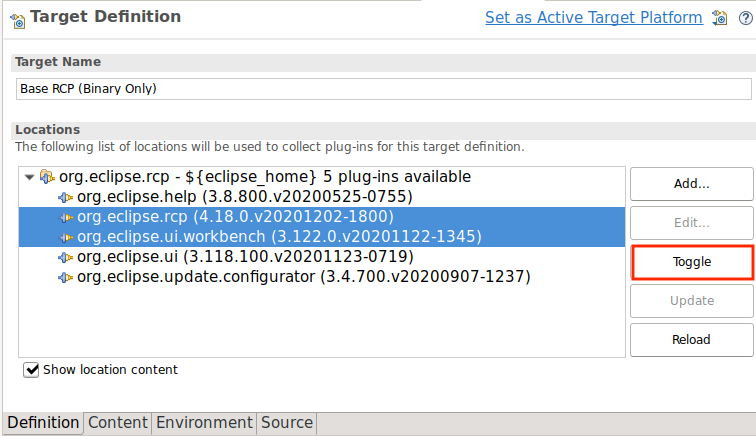 Target Definition
Set as Active Target Platform
Target Name
Base RCP (Binary Only)
Locations
The following list of locations will be used to collect plug-ins for this target definition.
org.eclipse.rcp - ${eclipse_home} 5 plug-ins available
org.eclipse.help (3.8.800.v20200525-0755)
org.eclipse.rcp (4.18.0.v20201202-1800)
org.eclipse.ui.workbench (3.122.0.v20201122-1345)
org.eclipse.ui (3.118.100.v20201123-0719)
org.eclipse.update.configurator (3.4.700.v20200907-1237)
Add...
Edit...
Toggle
Update
Reload
Show location content
Definition Content Environment Source